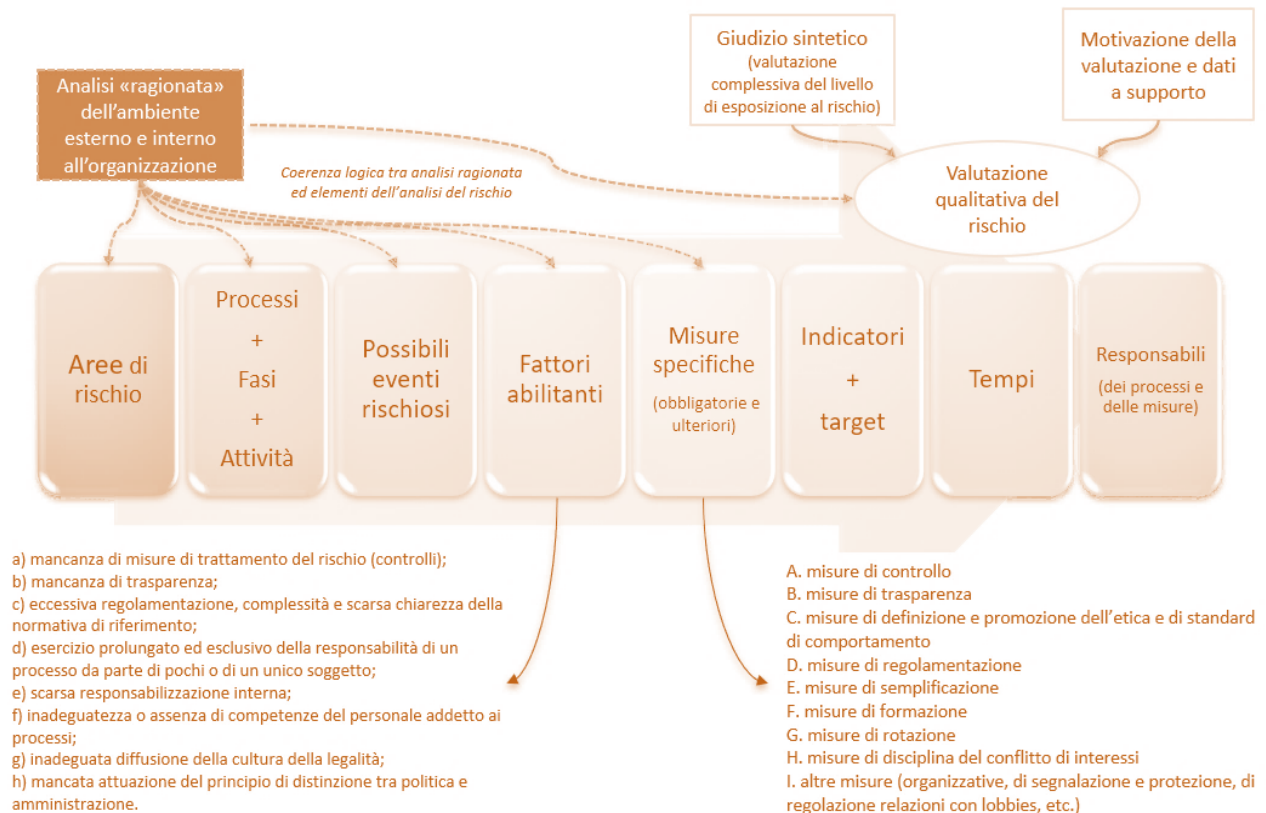 Giudizio sintetico
(valutazione
complessiva del livello
di esposizione al rischio)
Motivazione della
valutazione e dati
a supporto
Analisi «ragionata»
dell'ambiente
esterno e interno
all'organizzazione
Coerenza logica tra analisi ragionata
ed elementi dell'analisi del rischio
Valutazione
qualitativa del
rischio
Aree di
rischio
Processi
+
Fasi
+
Attività
Possibili
eventi
rischiosi
Fattori
abilitanti
Misure
specifiche
(obbligatorie e
ulteriori)
Indicatori
+
target
Tempi
Responsabili
(dei processi e
delle misure)
a) mancanza di misure di trattamento del rischio (controlli);
b) mancanza di trasparenza;
c) eccessiva regolamentazione, complessità e scarsa chiarezza della
normativa di riferimento;
d) esercizio prolungato ed esclusivo della responsabilità di un
processo da parte di pochi o di un unico soggetto;
e) scarsa responsabilizzazione interna;
f) inadeguatezza o assenza di competenze del personale addetto ai
processi;
g) inadeguata diffusione della cultura della legalità;
h) mancata attuazione del principio di distinzione tra politica e
amministrazione.
A. misure di controllo
B. misure di trasparenza
C. misure di definizione e promozione dell'etica e di standard
di comportamento
D. misure di regolamentazione
E. misure di semplificazione
F. misure di formazione
G. misure di rotazione
H. misure di disciplina del conflitto di interessi
I. altre misure (organizzative, di segnalazione e protezione, di
regolazione relazioni con lobbies, etc.)